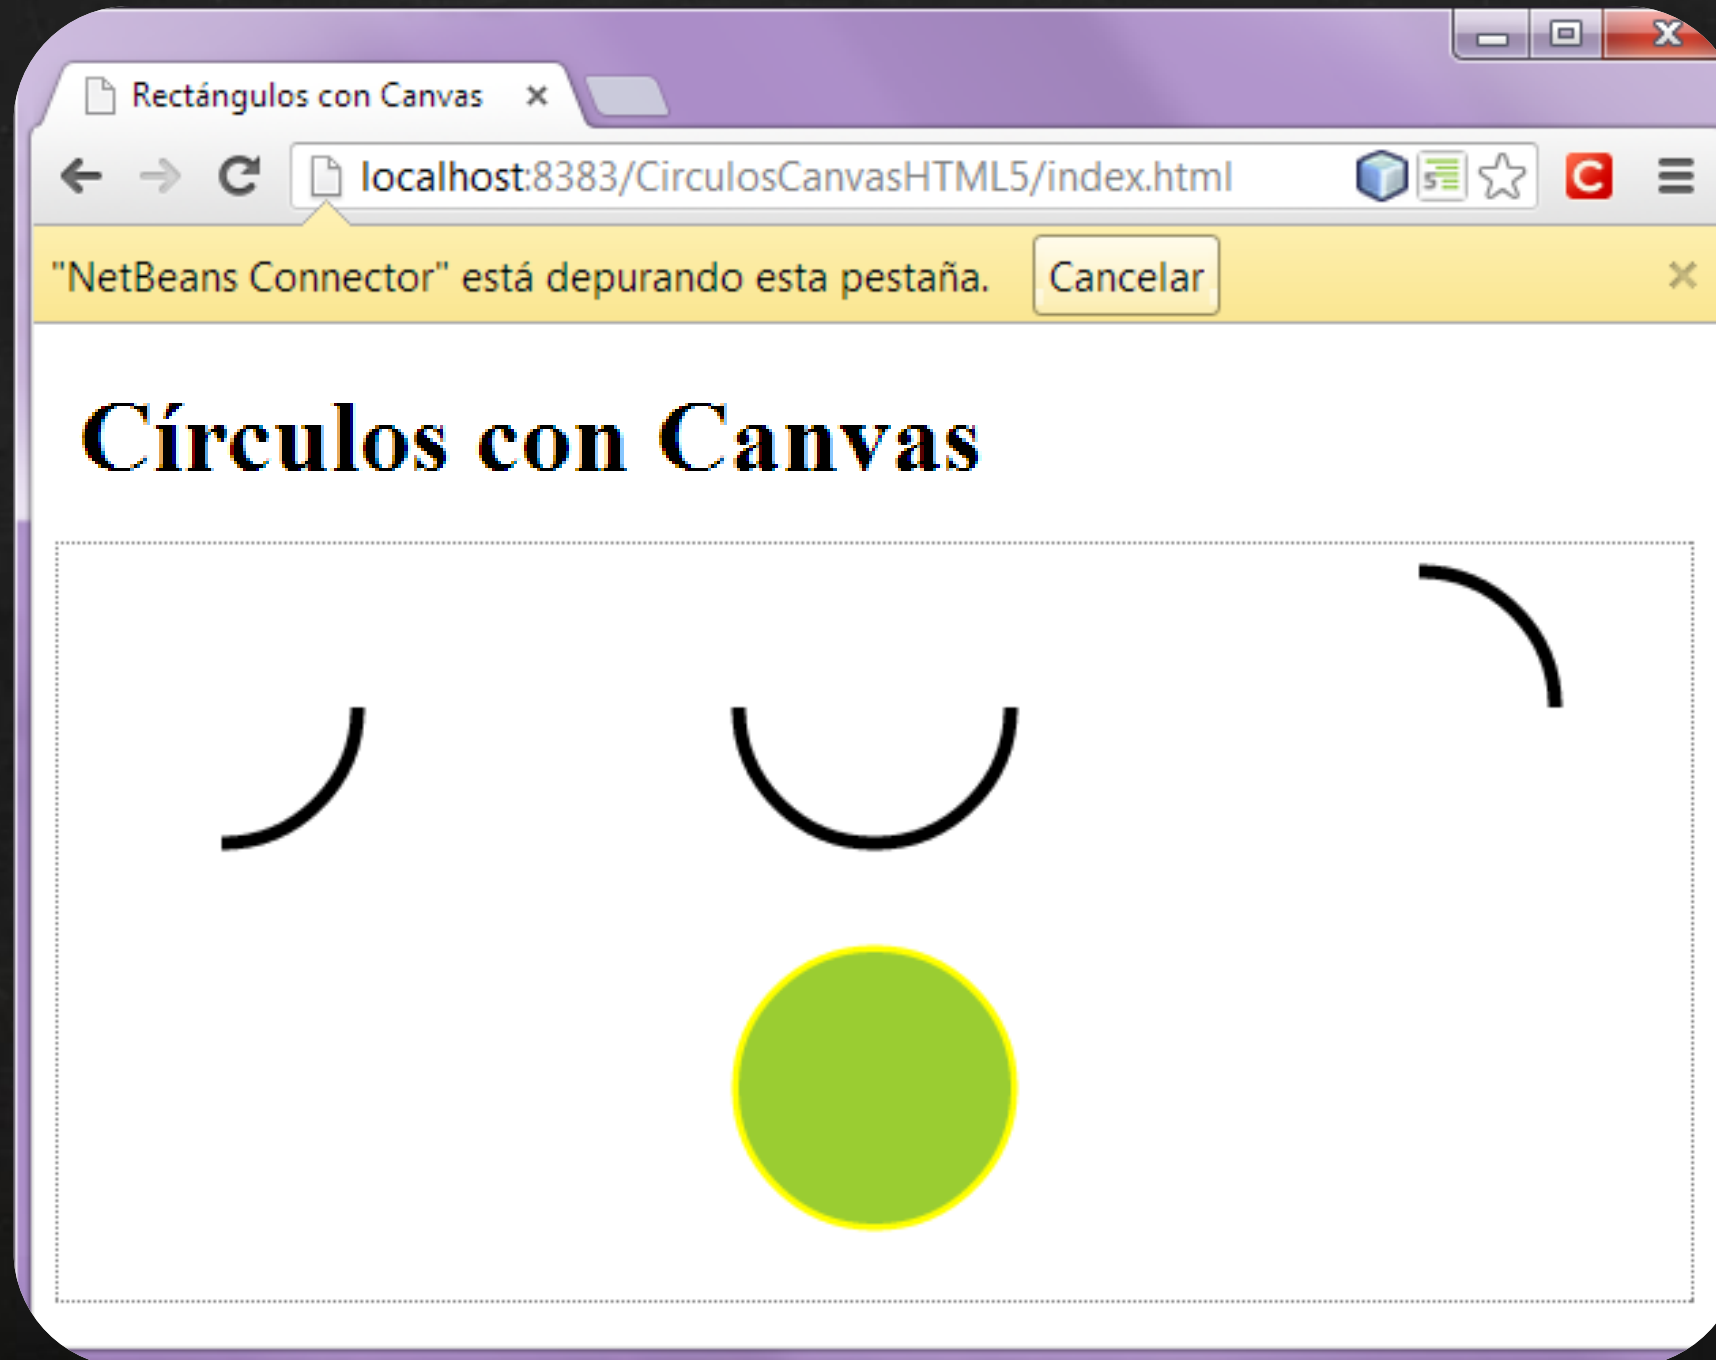 Rectángulos con Canvas
localhost:8383/CirculosCanvasHTML5/index.html
"NetBeans Connector" está depurando esta pestaña. Cancelar
Círculos con Canvas